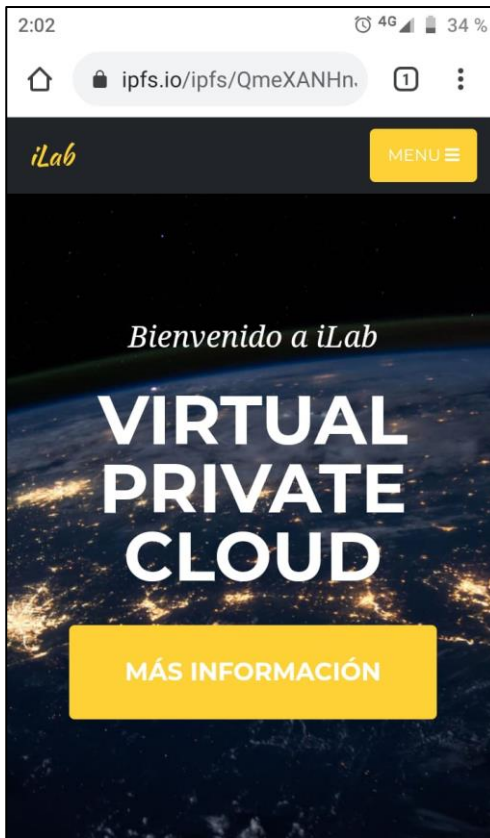 2:02 4G 34 %
ipfs.io/ipfs/QmeXANHn. 1
iLab MENU
Bienvenido a iLab
VIRTUAL
PRIVATE
CLOUD
MÁS INFORMACIÓN